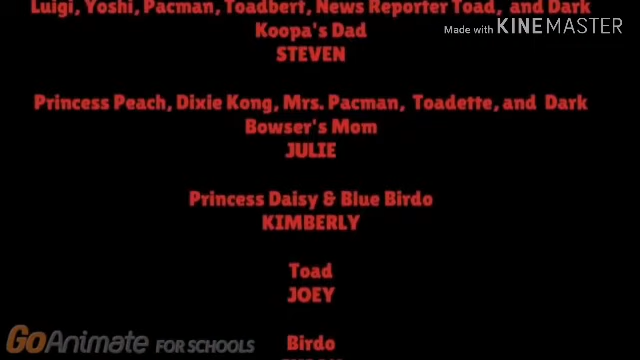 Luigi, Yoshi, Pacman, Toadbert, News Reporter Toad, and Dark
Made with KINEMASTER
Koopa's Dad
STEVEN
Princess Peach, Dixie Kong, Mrs. Pacman, Toadette, and Dark
Bowser's Mom
JULIE
Princess Daisy & Blue Birdo
KIMBERLY
Toad
JOEY
GoAnimate FOR SCHOOLS
Birdo